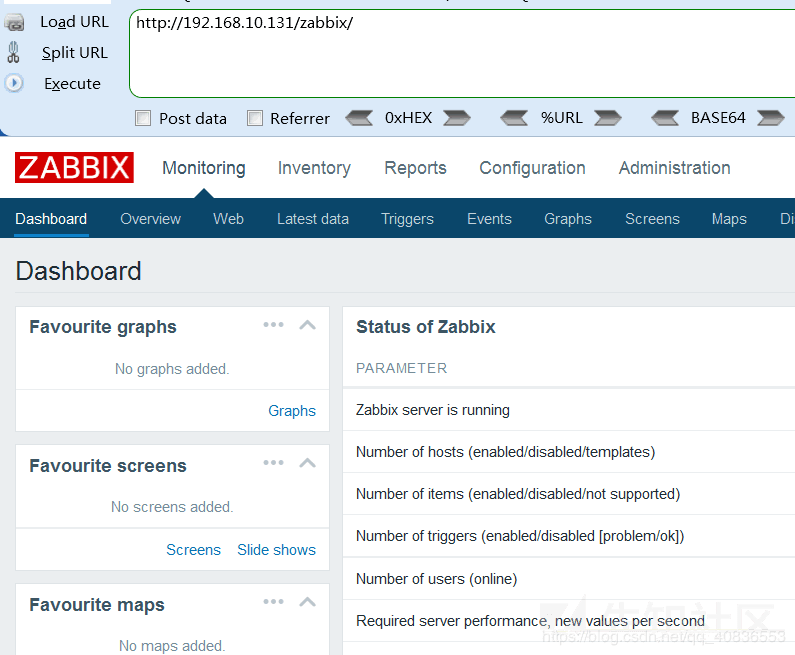 Load URL
http://192.168.10.131/zabbix/
Split URL
Execute
Post data Referrer 0xHEX %URL BASE64
ZABBIX Monitoring Inventory Reports Configuration Administration
Dashboard Overview Web Latest data Triggers Events Graphs Screens Maps Di
Dashboard
Favourite graphs
No graphs added.
Graphs
Favourite screens
No screens added.
Screens Slide shows
Favourite maps
No maps added.
Status of Zabbix
PARAMETER
Zabbix server is running
Number of hosts (enabled/disabled/templates)
Number of items (enabled/disabled/not supported)
Number of triggers (enabled/disabled [problem/ok])
Number of users (online)
Required server performance, new values per second
https://blog.csdn.net/qq_40836553